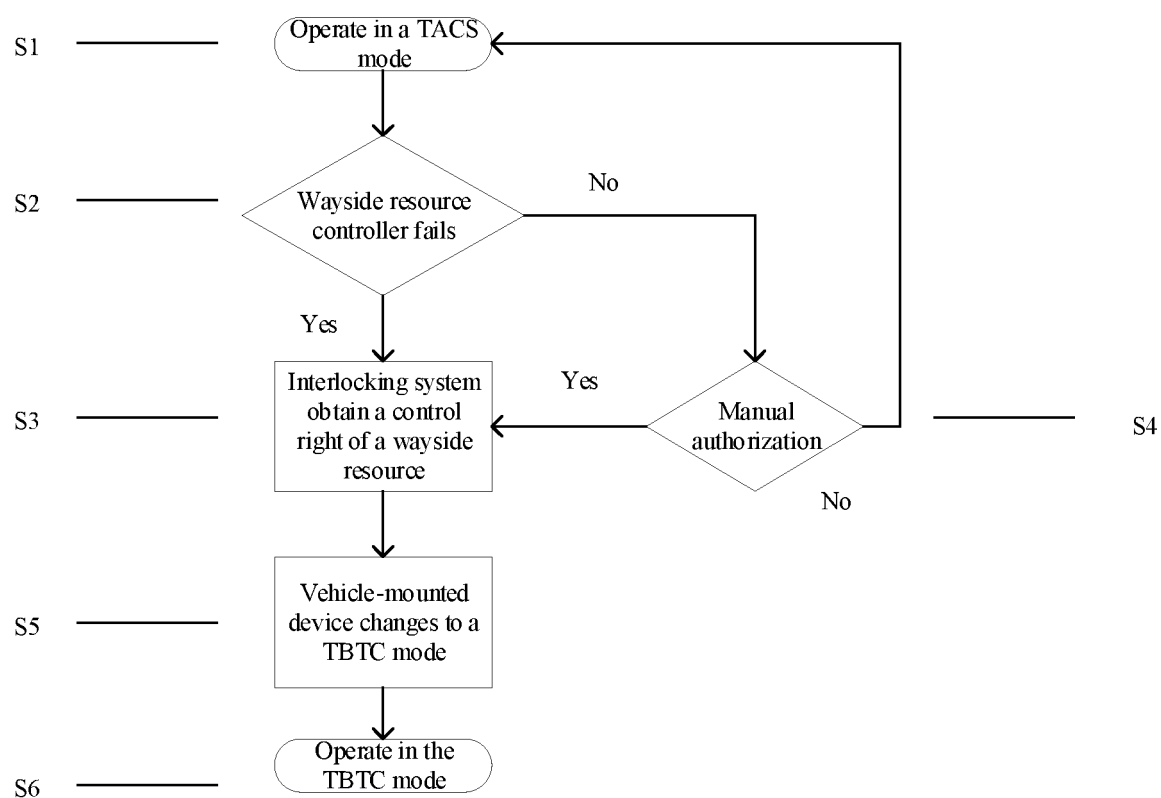 S1
Operate in a TACS
mode
S2
Wayside resource
controller fails
No
Yes
S3
Interlocking system
obtain a control
right of a wayside
resource
Yes
Manual
authorization
S4
No
S5
Vehicle-mounted
device changes to a
TBTC mode
S6
Operate in the
TBTC mode